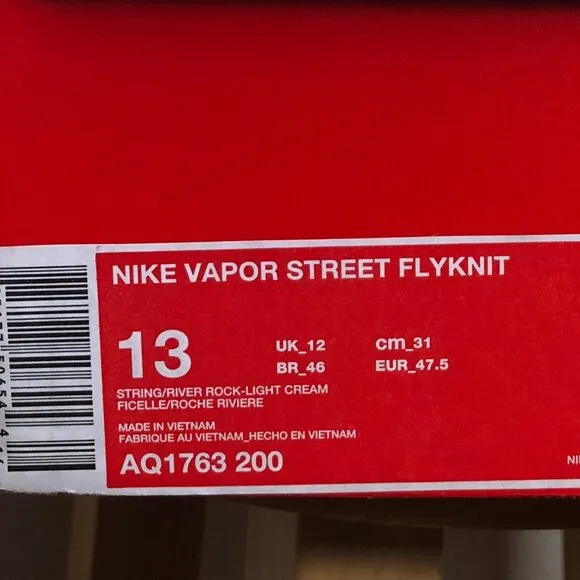 NIKE VAPOR STREET FLYKNIT
13
UK_12
cm_31
BR_46
EUR_47.5
STRING/RIVER ROCK-LIGHT CREAM
FICELLE/ROCHE RIVIERE
MADE IN VIETNAM
FABRIQUE AU VIETNAM_HECHO EN VIETNAM
AQ1763 200